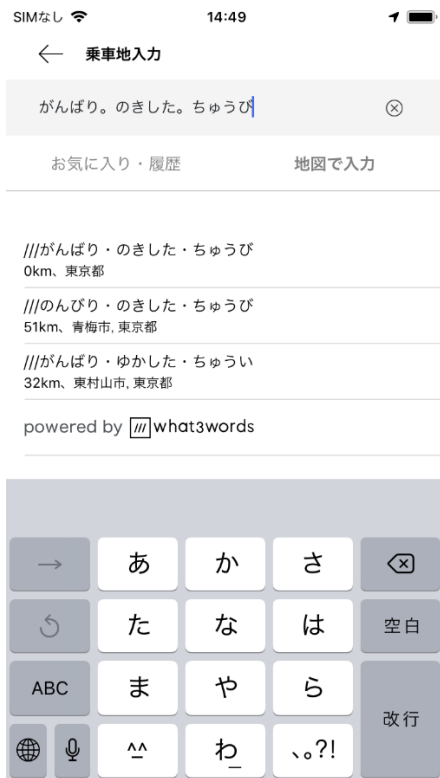 SIMなし 14:49
乗車地入力
がんばり。のきした。ちゅうび
お気に入り・履歴 地図で入力
///がんばり・のきした・ちゅうび
0km、東京都
///のんびり・のきした・ちゅうび
51km、青梅市, 東京都
///がんばり・ゆかした・ちゅうい
32km、東村山市, 東京都
powered by /// what3words
→ あ か さ
た な は 空白
ABC ま や ら 改行
^^ わ_ 、。?!